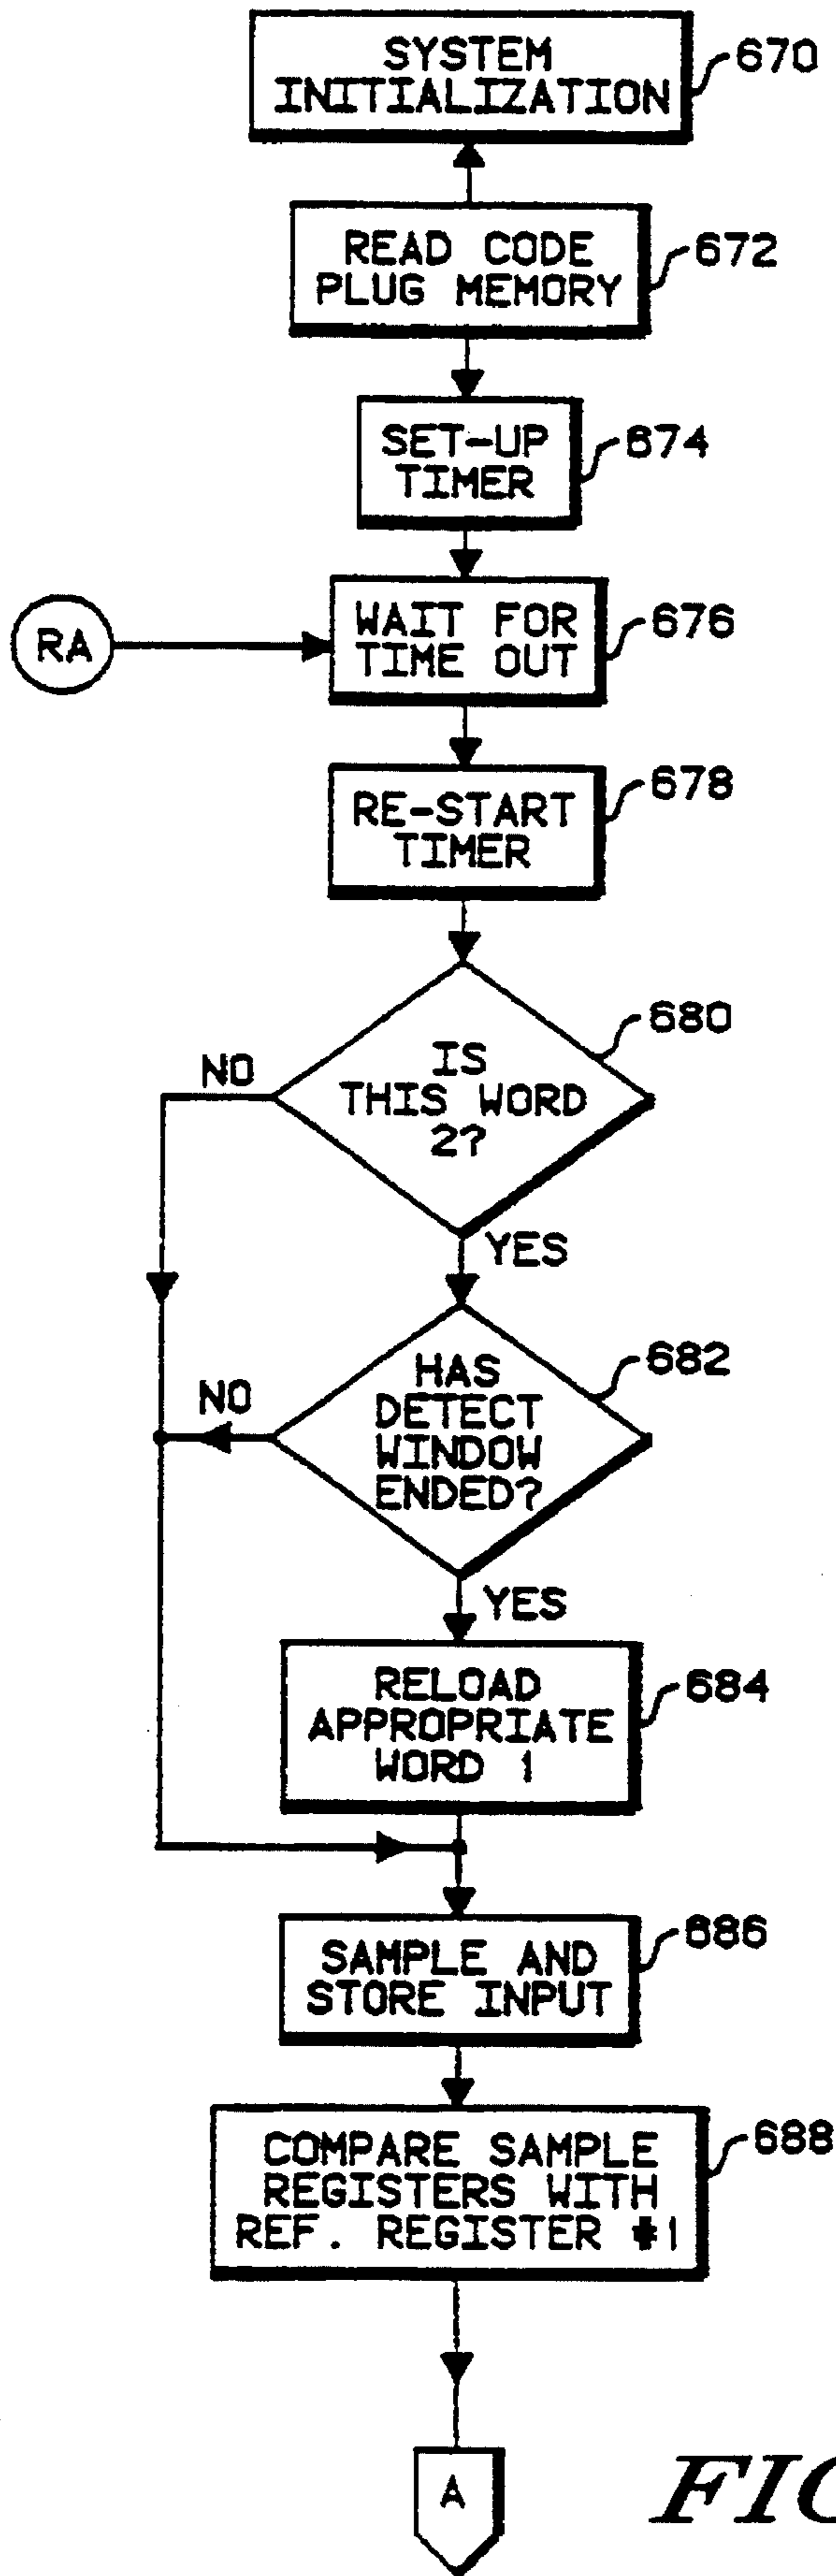 SYSTEM
INITIALIZATION
670
READ CODE
PLUG MEMORY
672
SET-UP
TIMER
674
RA
WAIT FOR
TIME OUT
676
RE-START
TIMER
678
IS
THIS WORD
2?
680
NO
YES
HAS
DETECT
WINDOW
ENDED?
682
NO
YES
RELOAD
APPROPRIATE
WORD 1
684
SAMPLE AND
STORE INPUT
686
COMPARE SAMPLE
REGISTERS WITH
REF. REGISTER #1
688
A